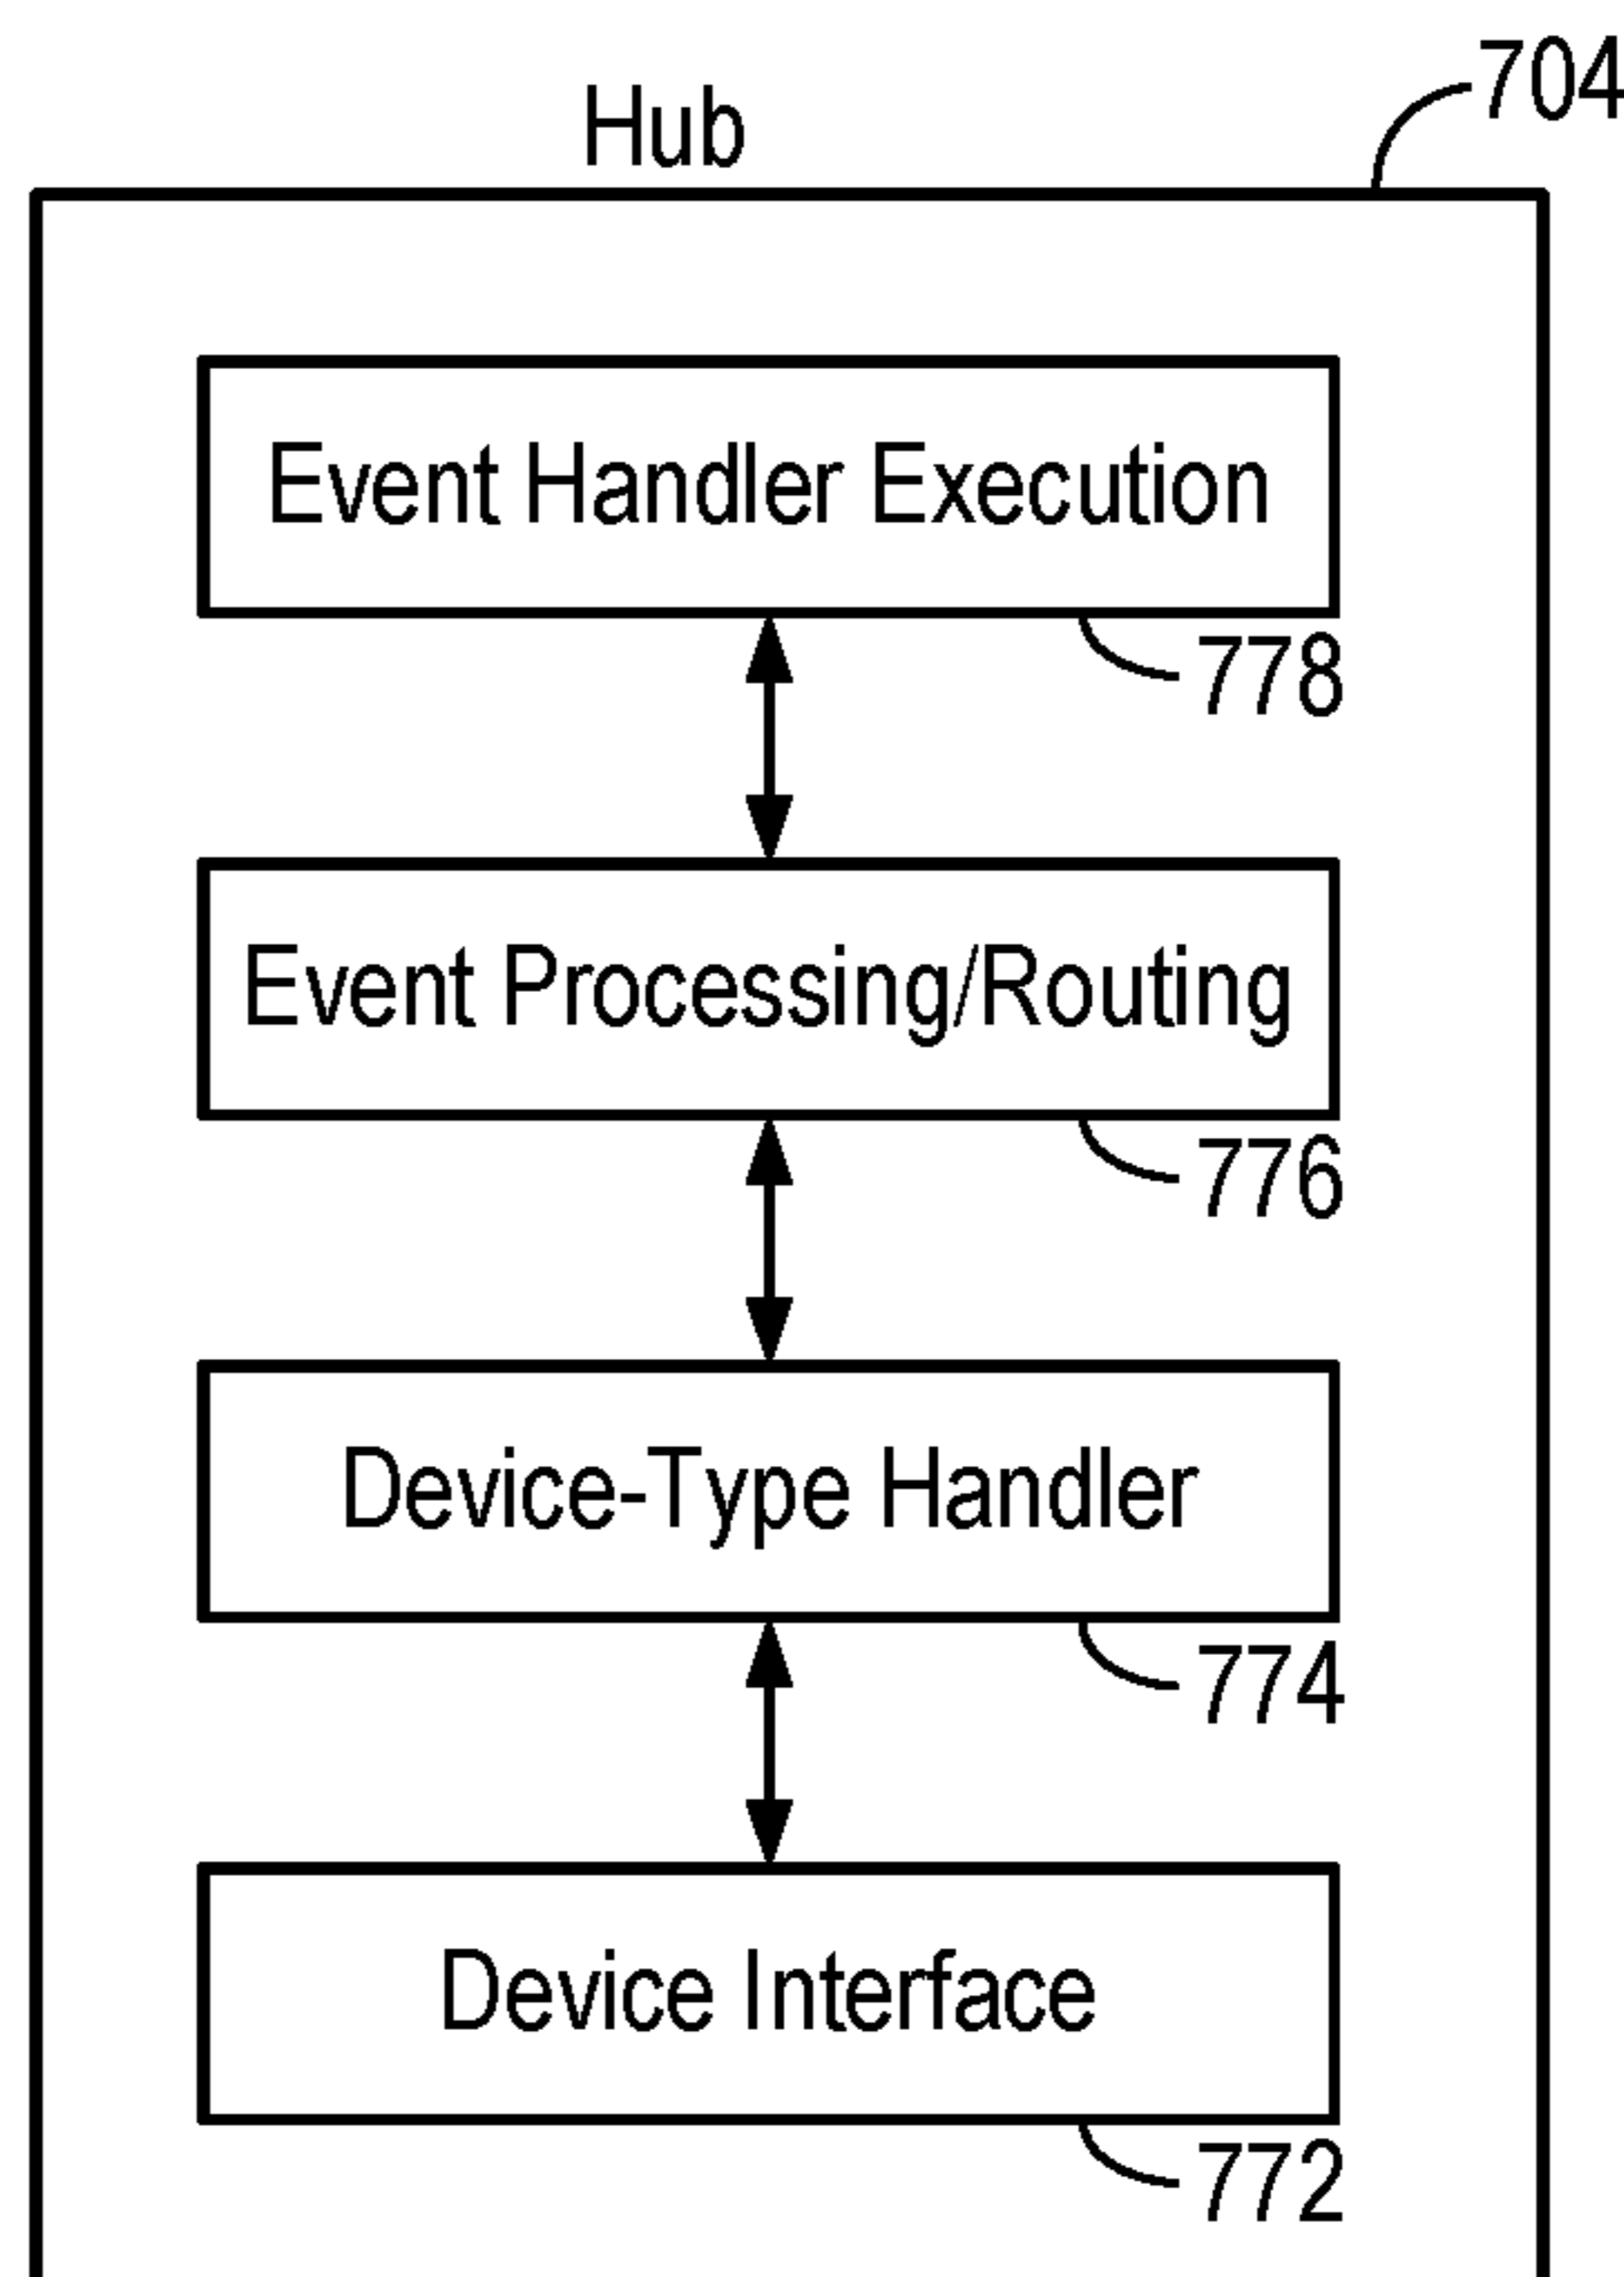 704
Hub
Event Handler Execution
778
Event Processing/Routing
776
Device-Type Handler
774
Device Interface
772